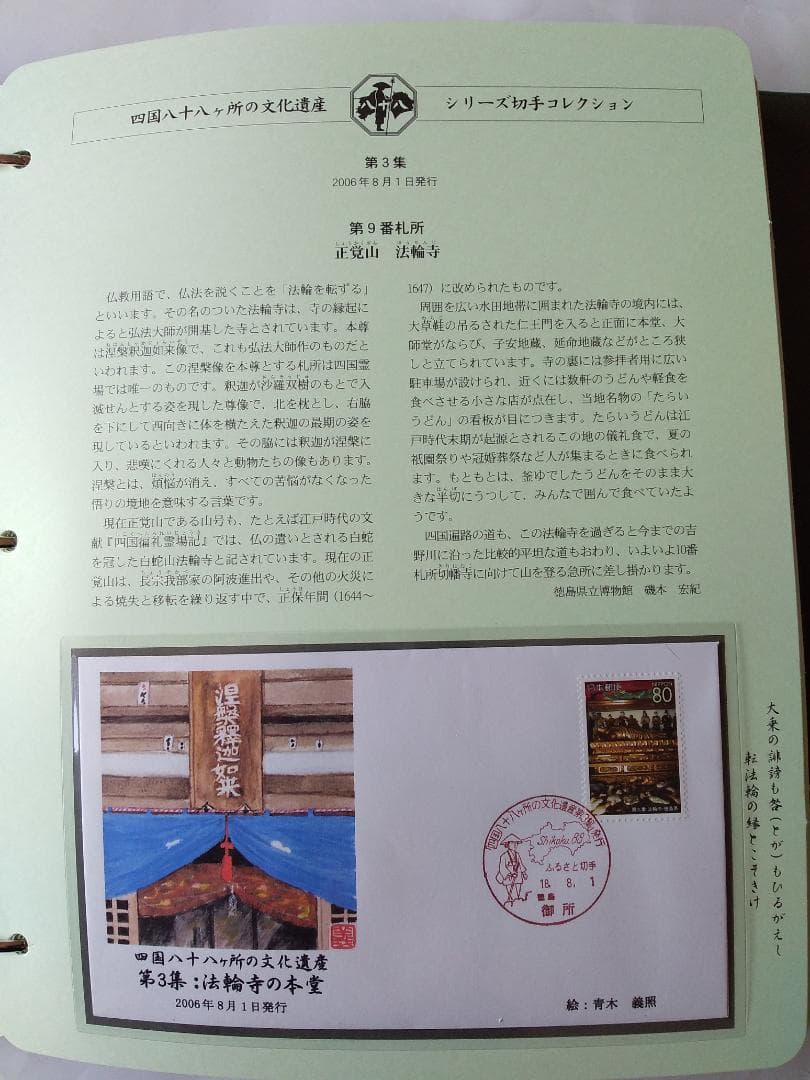 四国八十八ヶ所の文化遺産
八十八
シリーズ切手コレクション
第3集
2006年8月1日発行
第9番札所
正覚山 法輪寺
仏教用語で、仏法を説くことを「法輪を転ずる」
といいます。その名のついた法輪寺は、寺の縁起に
よると弘法大師が開基した寺とされています。本尊
は涅槃釈迦如来像で、これも弘法大師作のものだと
いわれます。この涅槃像を本尊とする札所は四国霊
場では唯一のものです。釈迦が沙羅双樹のもとで入
滅せんとする姿を現した尊像で、北を枕とし、右脇
を下にして西向きに体を横たえた釈迦の最期の姿を
現しているといわれます。その脇には釈迦が涅槃に
入り、悲嘆にくれる人々と動物たちの像もあります。
涅槃とは、煩悩が消え、すべての苦悩がなくなった
悟りの境地を意味する言葉です。
現在正覚山である山号も、たとえば江戸時代の文
献『四国徧礼霊場記』では、仏の遣いとされる白蛇
を冠した白蛇山法輪寺と記されています。現在の正
覚山は、長宗我部家の阿波進出や、その他の火災に
よる焼失と移転を繰り返す中で、正保年間（1644～
1647）に改められたものです。
周囲を広い水田地帯に囲まれた法輪寺の境内には、
大草鞋の吊るされた仁王門を入ると正面に本堂、大
師堂がならび、子安地蔵、延命地蔵などがところ狭
しと立てられています。寺の裏には参拝者用に広い
駐車場が設けられ、近くには数軒のうどんや軽食を
食べさせる小さな店が点在し、当地名物の「たらい
うどん」の看板が目につきます。たらいうどんは江
戸時代末期が起源とされるこの地の儀礼食で、夏の
祇園祭りや冠婚葬祭など人が集まるときに食べられ
ます。もともとは、釜ゆでしたうどんをそのまま大
きな半切にうつして、みんなで囲んで食べていたよ
うです。
四国遍路の道も、この法輪寺を過ぎると今までの吉
野川に沿った比較的平坦な道もおわり、いよいよ10番
札所切幡寺に向けて山を登る急所に差し掛かります。
徳島県立博物館 磯本 宏紀
涅槃釋迦如来
四国八十八ヶ所の文化遺産
第3集：法輪寺の本堂
2006年8月1日発行
日本郵便
NIPPON
80
四国八十八ヶ所の文化遺産第3集発行
Shikoku 88
ふるさと切手
18.8.1
徳島
御所
絵：青木 義照
大乗の誹謗も咎（とが）もひるがえし
転法輪の縁とこそきけ